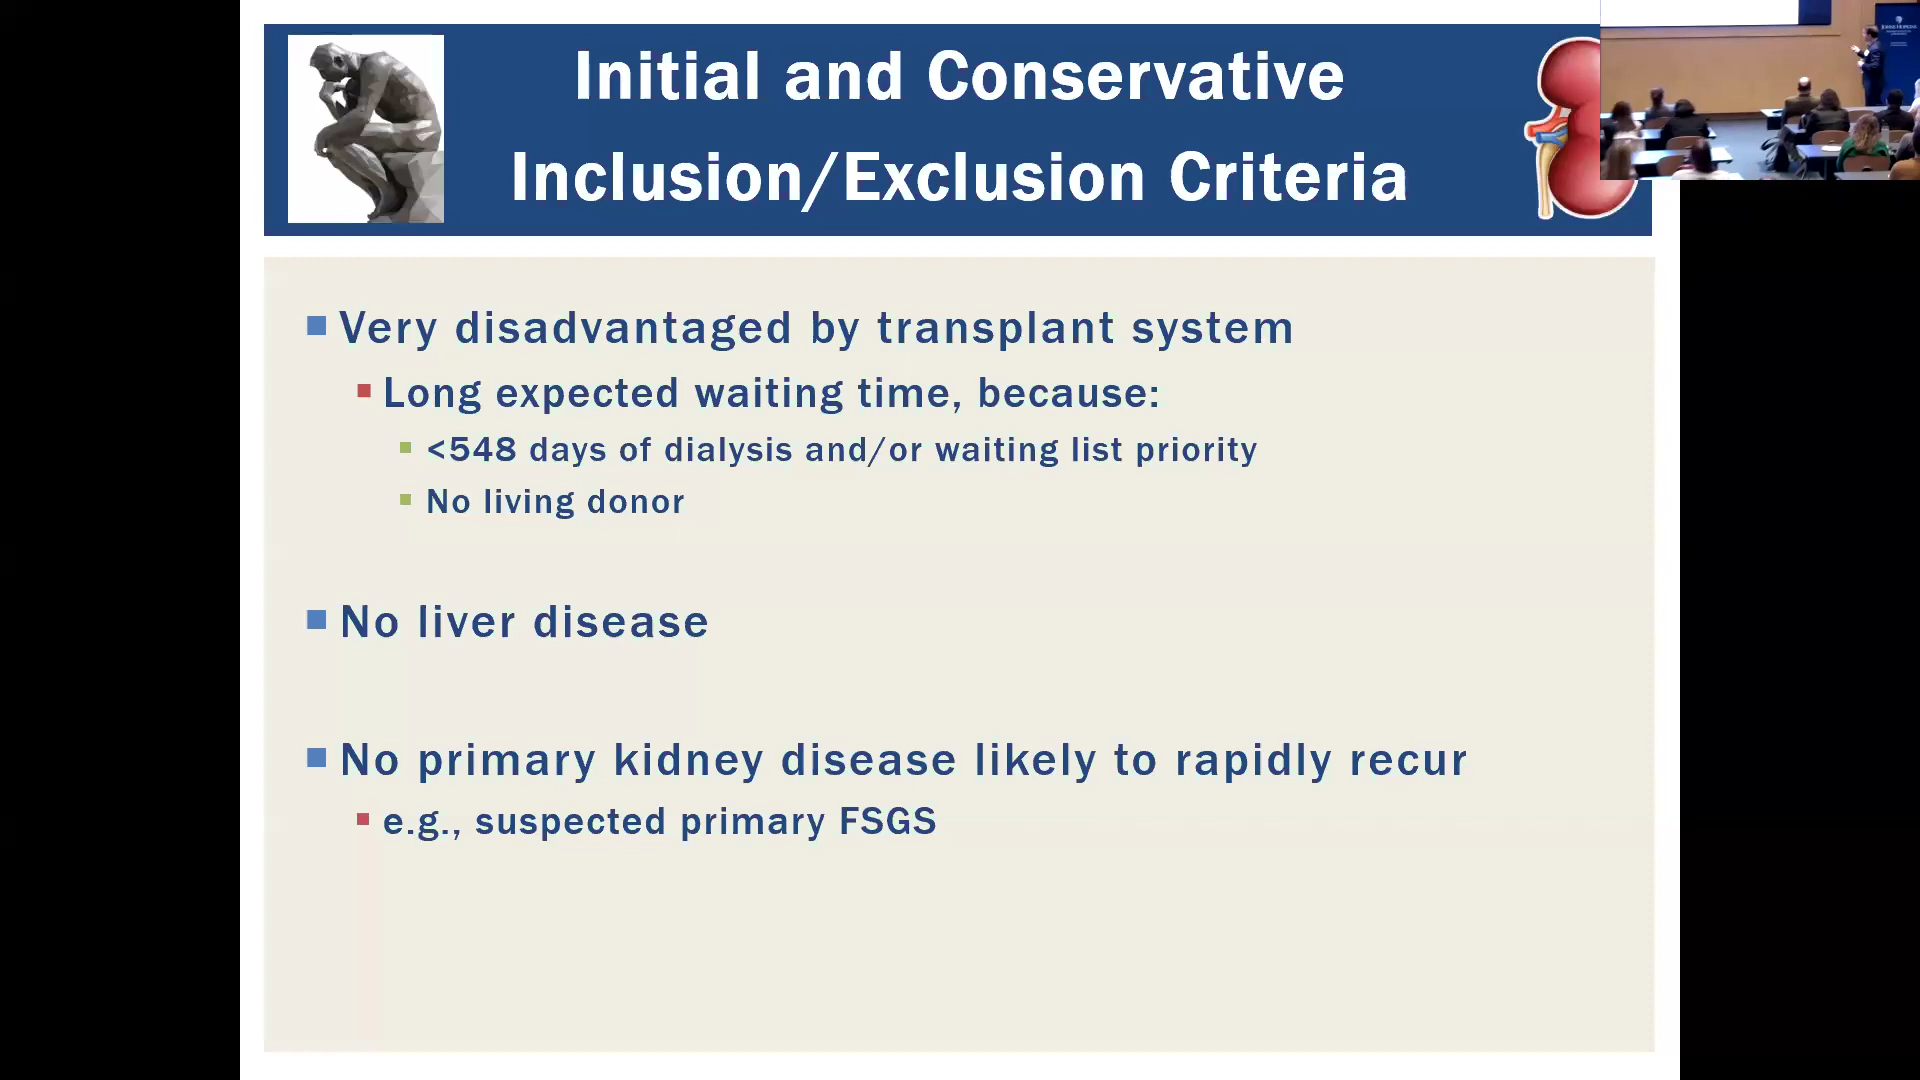 Initial and Conservative
Inclusion/Exclusion Criteria
Very disadvantaged by transplant system
Long expected waiting time, because:
<548 days of dialysis and/or waiting list priority
No living donor
No liver disease
No primary kidney disease likely to rapidly recur
e.g., suspected primary FSGS